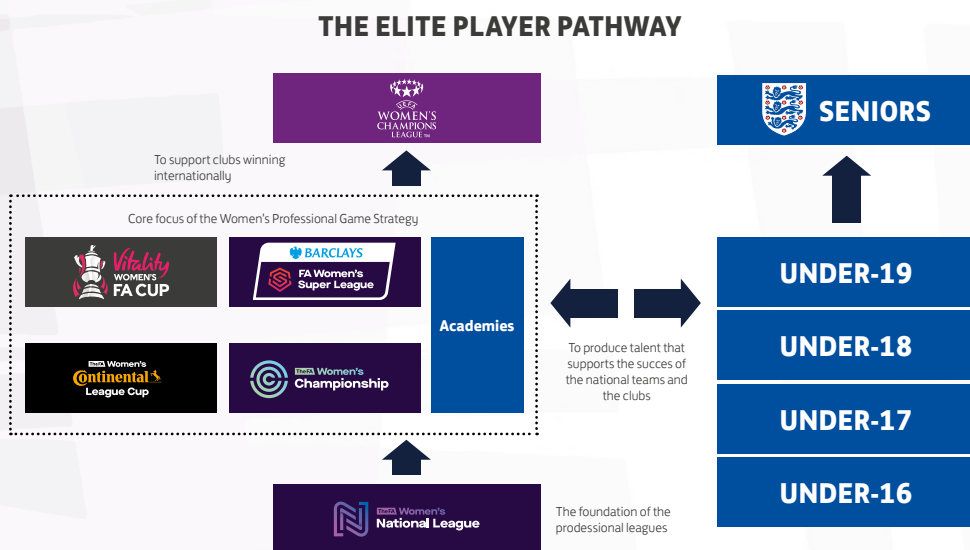 THE ELITE PLAYER PATHWAY
UEFA
WOMEN'S
CHAMPIONS
LEAGUE™
SENIORS
To support clubs winning
internationally
Core focus of the Women's Professional Game Strategy
Vitality
WOMEN'S
FA CUP
BARCLAYS
FA Women's
Super League
Academies
TheFA Women's
Continental
League Cup
TheFA Women's
Championship
To produce talent that
supports the succes of
the national teams and
the clubs
UNDER-19
UNDER-18
UNDER-17
UNDER-16
TheFA Women's
National League
The foundation of the
prodessional leagues